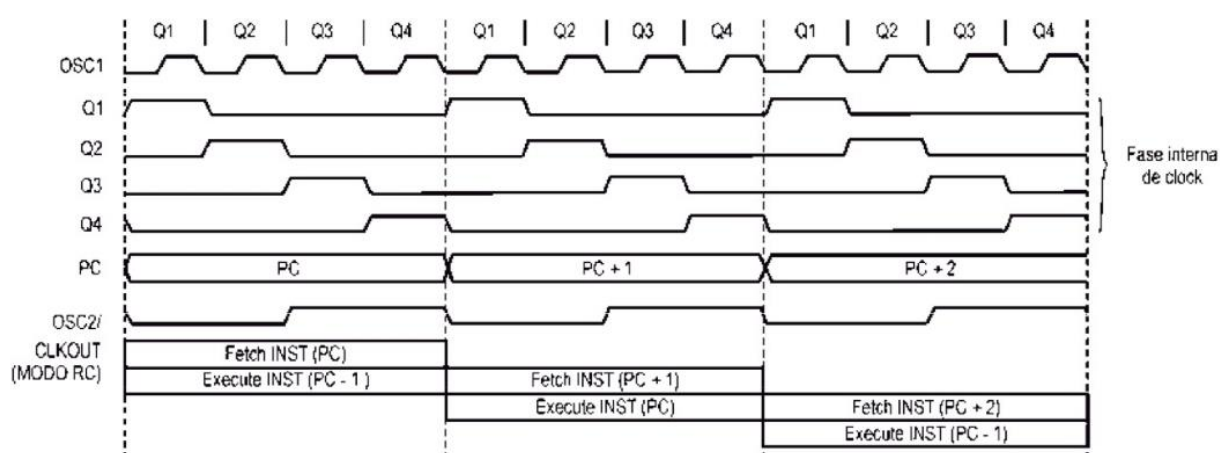 Q1 | Q2 | Q3 | Q4 | Q1 | Q2 | Q3 | Q4 | Q1 | Q2 | Q3 | Q4
OSC1
Q1
Q2
Q3
Q4
Fase interna
de clock
PC PC PC + 1 PC + 2
OSC2/
CLKOUT
(MODO RC)
Fetch INST (PC)
Execute INST (PC - 1 ) Fetch INST (PC + 1)
Execute INST (PC) Fetch INST (PC + 2)
Execute INST (PC - 1)